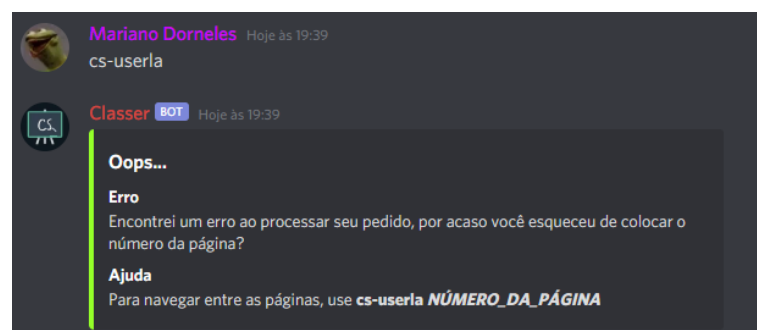 Mariano Dorneles Hoje às 19:39
cs-userla
CS
Classer BOT Hoje às 19:39
Oops...
Erro
Encontrei um erro ao processar seu pedido, por acaso você esqueceu de colocar o
número da página?
Ajuda
Para navegar entre as páginas, use cs-userla NÚMERO_DA_PÁGINA